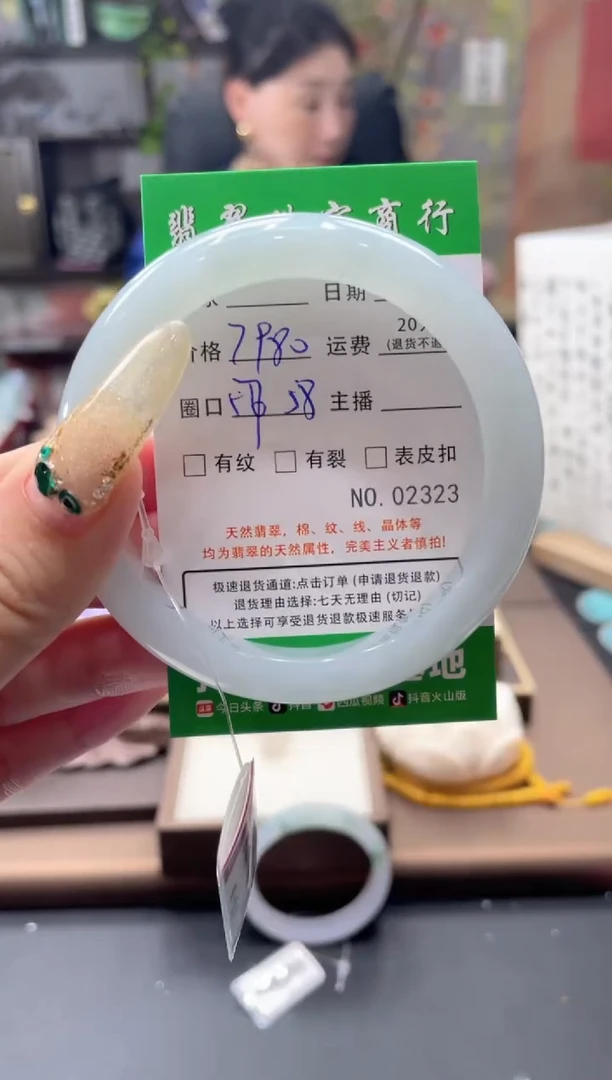 翡翠 商行
日期
价格 7980 运费 20
(退货不退
圈口 58 主播
有纹 有裂 表皮扣
NO. 02323
天然翡翠，棉、纹、线、晶体等
均为翡翠的天然属性，完美主义者慎拍!
极速退货通道:点击订单 (申请退货退款)
退货理由选择:七天无理由 (切记)
以上选择可享受退货退款极速服务
地
今日头条 抖音 西瓜视频 抖音火山版